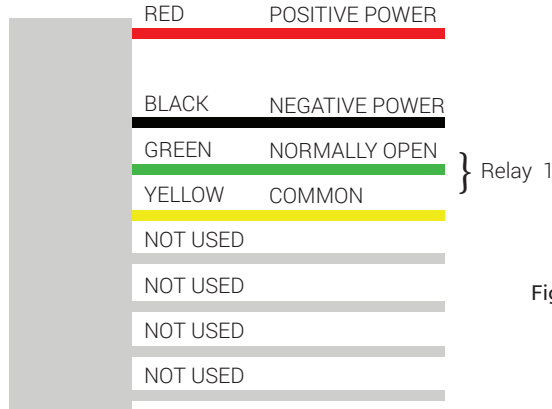 RED POSITIVE POWER
BLACK NEGATIVE POWER
GREEN NORMALLY OPEN
} Relay 1
YELLOW COMMON
NOT USED
NOT USED
Fig
NOT USED
NOT USED